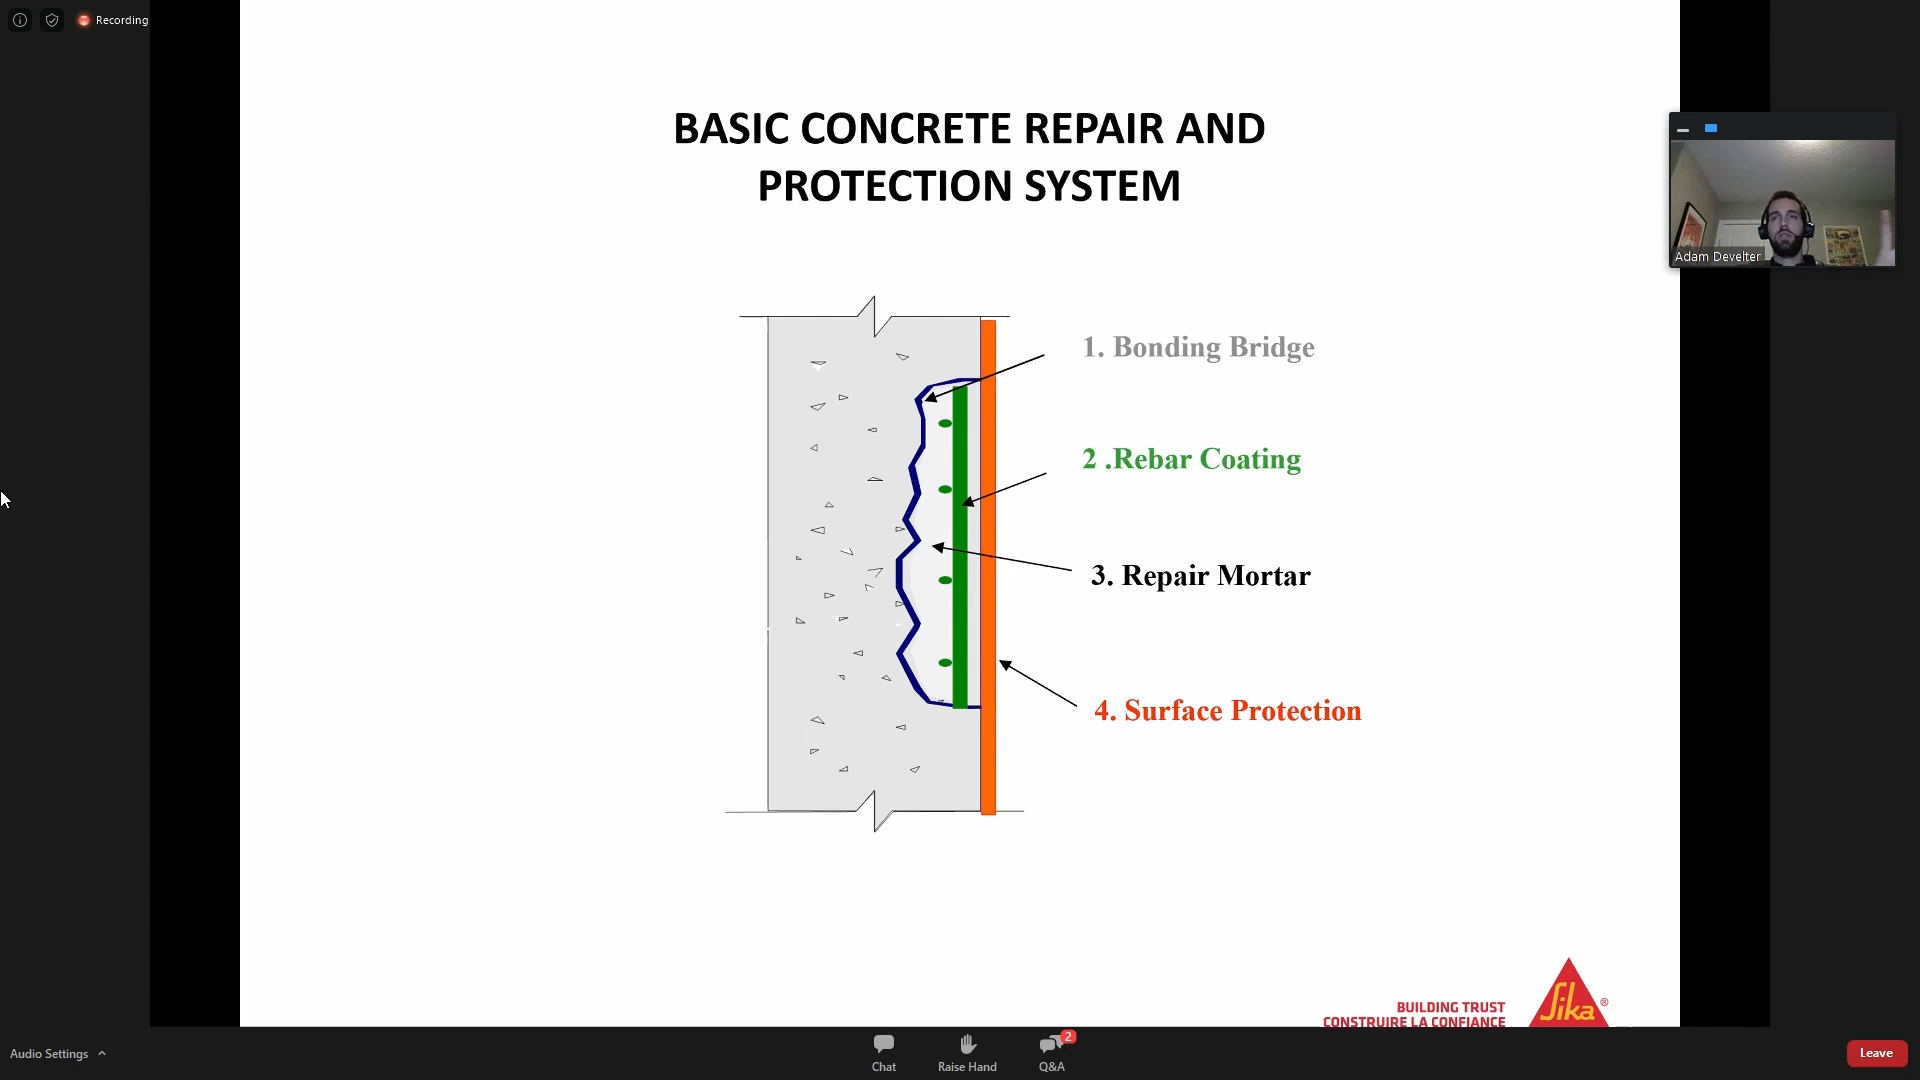 Recording
BASIC CONCRETE REPAIR AND
PROTECTION SYSTEM
Adam Develter
1. Bonding Bridge
2 .Rebar Coating
3. Repair Mortar
4. Surface Protection
BUILDING TRUST
CONSTRUIRE LA CONFIANCE
Sika®
Audio Settings
Chat
Raise Hand
Q&A
2
Leave